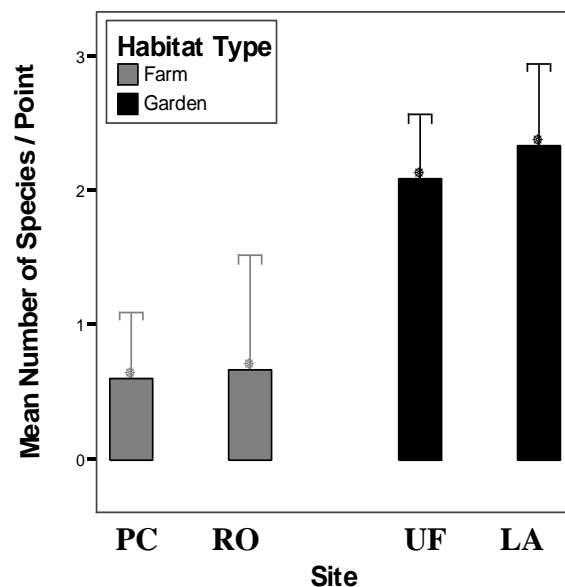 Habitat Type
Farm
Garden
Mean Number of Species / Point
3
2
1
0
PC RO UF LA
Site